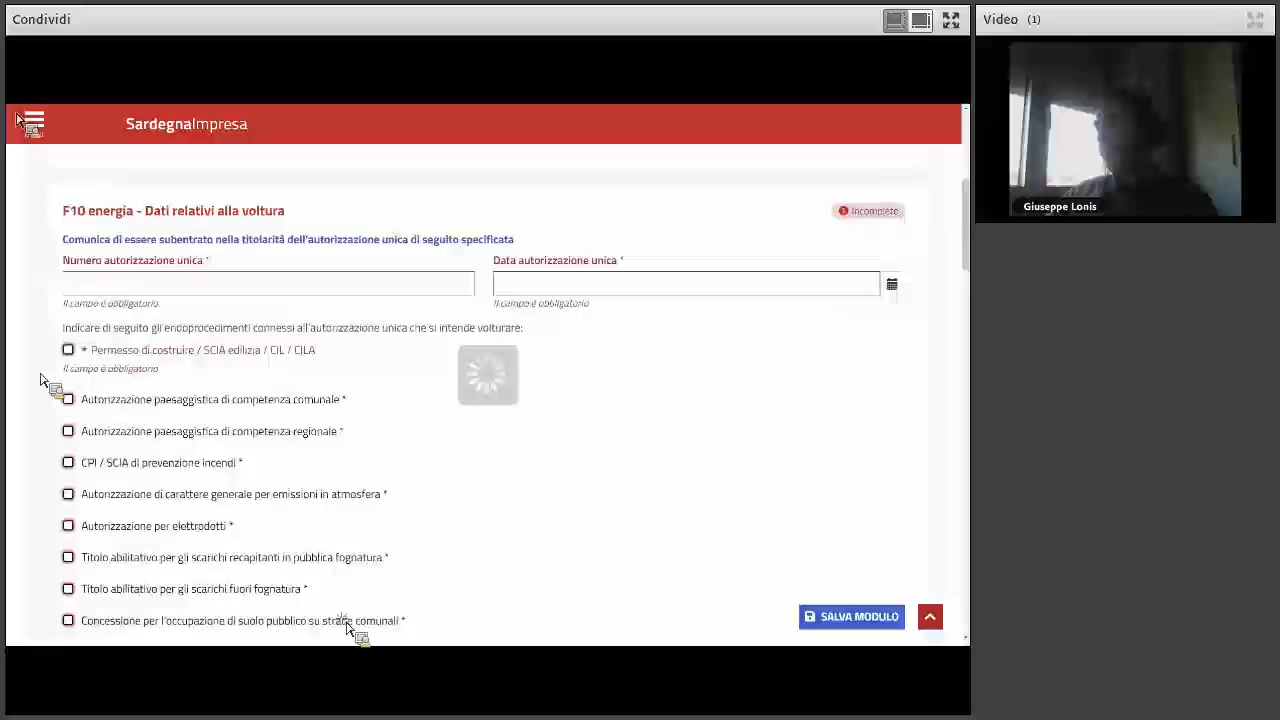 Condividi
Video (1)
SardegnaImpresa
F10 energia - Dati relativi alla voltura
Incompleto
Comunica di essere subentrato nella titolarità dell'autorizzazione unica di seguito specificata
Numero autorizzazione unica *
Data autorizzazione unica *
Il campo è obbligatorio
Il campo è obbligatorio
Indicare di seguito gli endoprocedimenti connessi all'autorizzazione unica che si intende volturare:
* Permesso di costruire / SCIA edilizia / CIL / CILA
Il campo è obbligatorio
Autorizzazione paesaggistica di competenza comunale *
Autorizzazione paesaggistica di competenza regionale *
CPI / SCIA di prevenzione incendi *
Autorizzazione di carattere generale per emissioni in atmosfera *
Autorizzazione per elettrodotti *
Titolo abilitativo per gli scarichi recapitanti in pubblica fognatura *
Titolo abilitativo per gli scarichi fuori fognatura *
Concessione per l'occupazione di suolo pubblico su strade comunali *
SALVA MODULO
Giuseppe Lonis